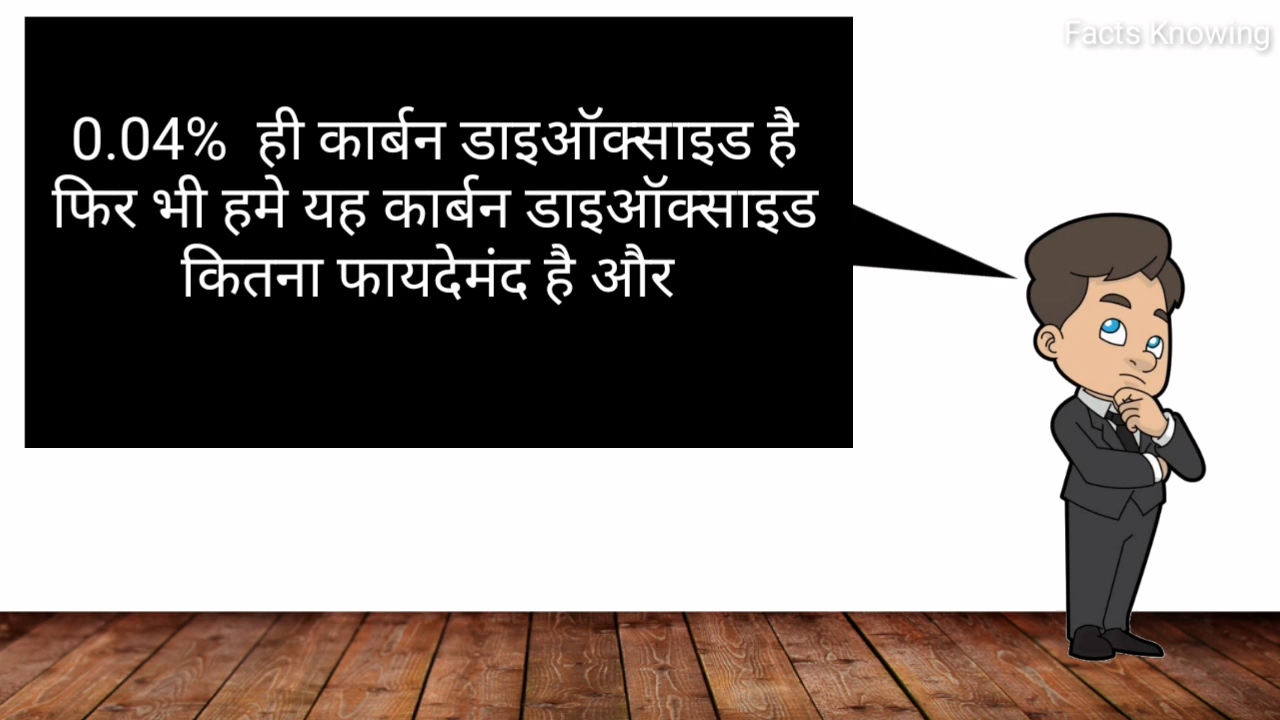 Facts Knowing
0.04% ही कार्बन डाइऑक्साइड है
फिर भी हमे यह कार्बन डाइऑक्साइड
कितना फायदेमंद है और